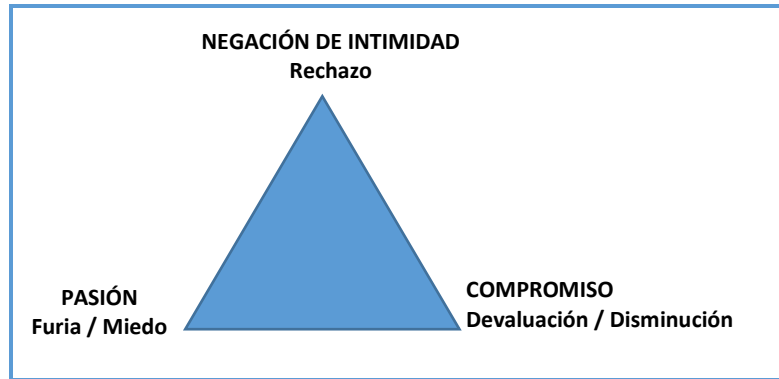 NEGACIÓN DE INTIMIDAD
Rechazo
PASIÓN
Furia / Miedo
COMPROMISO
Devaluación / Disminución